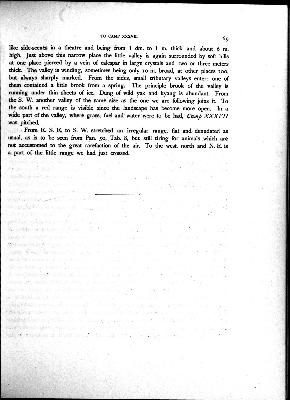 TO CAMP XXXVII.
69
like side-scents in a theatre and being from 1 dm. to 1 m. thick and about 6 m.
high. Just above this narrow place the little valley is again surrounded by soft hills
at one place pierced by a vein of calcspar in large crystals and two or three meters
thick. The valley is winding, sometimes being only 10 m. broad, at other places 100,
but always sharply marked. From the sides, small tributary valleys enter: one of
them contained a little brook from a spring. The principle brook of the valley is
running under thin sheets of ice. Dung of wild yak and kyang is abundant. From
the S. W. another valley of the same size as the one we are following joins it. To
the south a red range is visible since the landscape has become more open. In a
wide part of the valley, where grass, fuel and water were to be had, Camp XXXVII
was pitched.
From E. S. E. to S. W. stretched an irregular range, flat and denudated as
usual, as is to be seen from Pan. 50, Tab. 8, but still tiring for animals which are
not accustomed to the great rarefaction of the air. To the west north and N. E. is
a part of the little range we had just crossed.